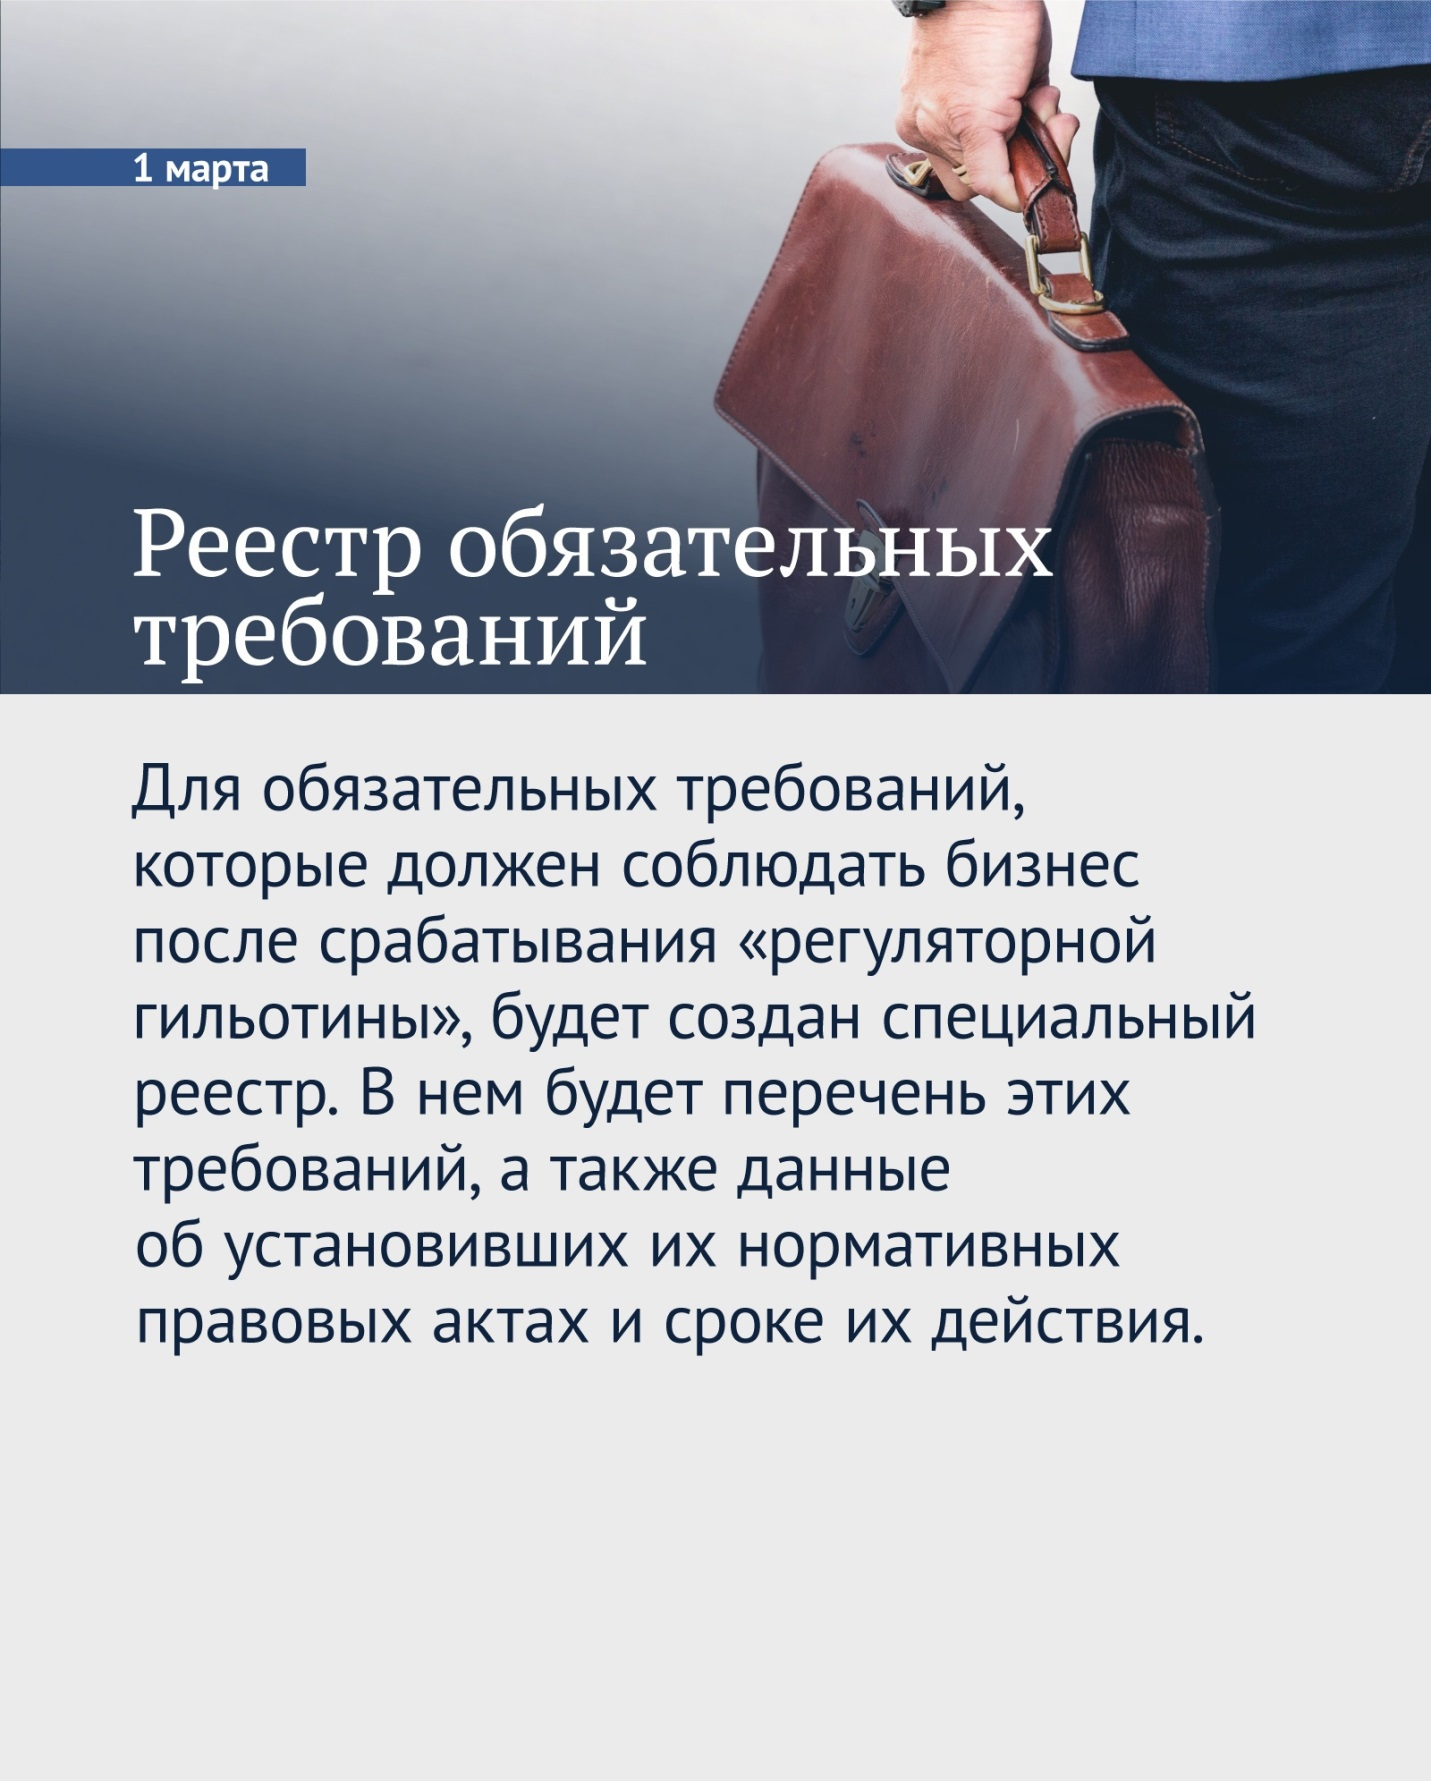 1 марта
Реестр обязательных
требований
Для обязательных требований,
которые должен соблюдать бизнес
после срабатывания «регуляторной
гильотины», будет создан специальный
реестр. В нем будет перечень этих
требований, а также данные
об установивших их нормативных
правовых актах и сроке их действия.